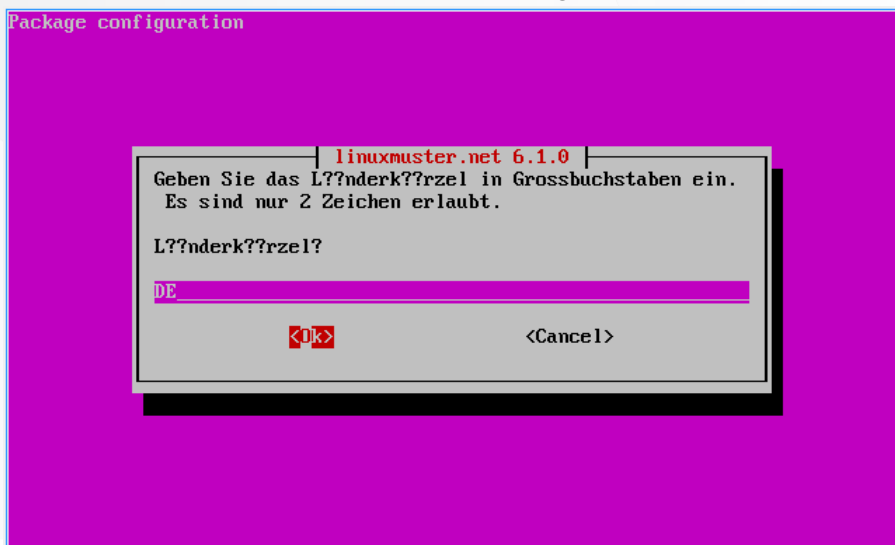 Package configuration
linuxmuster.net 6.1.0
Geben Sie das L??nderk??rzel in Grossbuchstaben ein.
Es sind nur 2 Zeichen erlaubt.
L??nderk??rzel?
DE
<Ok> <Cancel>